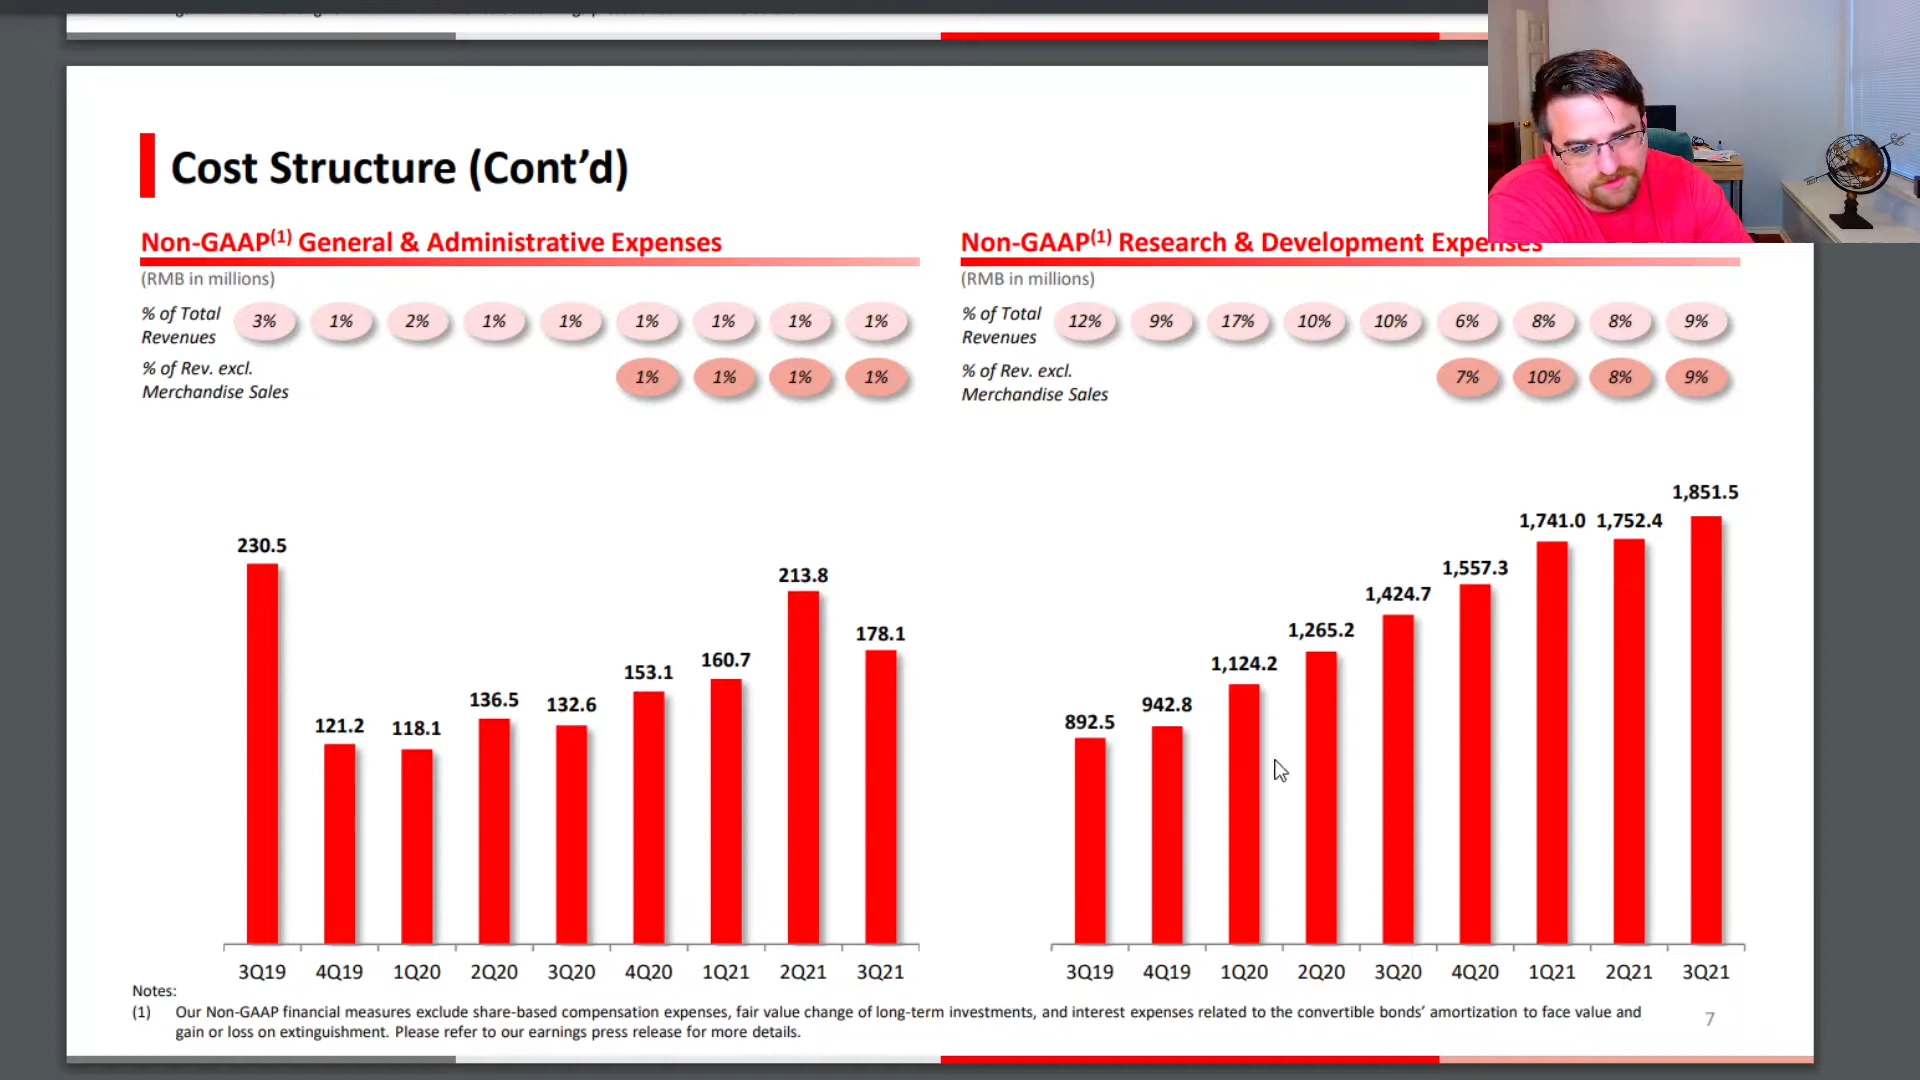 Cost Structure (Cont'd)
Non-GAAP(1) General & Administrative Expenses
(RMB in millions)
% of Total
Revenues
3% 1% 2% 1% 1% 1% 1% 1% 1%
% of Rev. excl.
Merchandise Sales
1% 1% 1% 1%
230.5 121.2 118.1 136.5 132.6 153.1 160.7 213.8 178.1
3Q19 4Q19 1Q20 2Q20 3Q20 4Q20 1Q21 2Q21 3Q21
Non-GAAP(1) Research & Development Expenses
(RMB in millions)
% of Total
Revenues
12% 9% 17% 10% 10% 6% 8% 8% 9%
% of Rev. excl.
Merchandise Sales
7% 10% 8% 9%
892.5 942.8 1,124.2 1,265.2 1,424.7 1,557.3 1,741.0 1,752.4 1,851.5
3Q19 4Q19 1Q20 2Q20 3Q20 4Q20 1Q21 2Q21 3Q21
Notes:
(1) Our Non-GAAP financial measures exclude share-based compensation expenses, fair value change of long-term investments, and interest expenses related to the convertible bonds' amortization to face value and
gain or loss on extinguishment. Please refer to our earnings press release for more details.
7